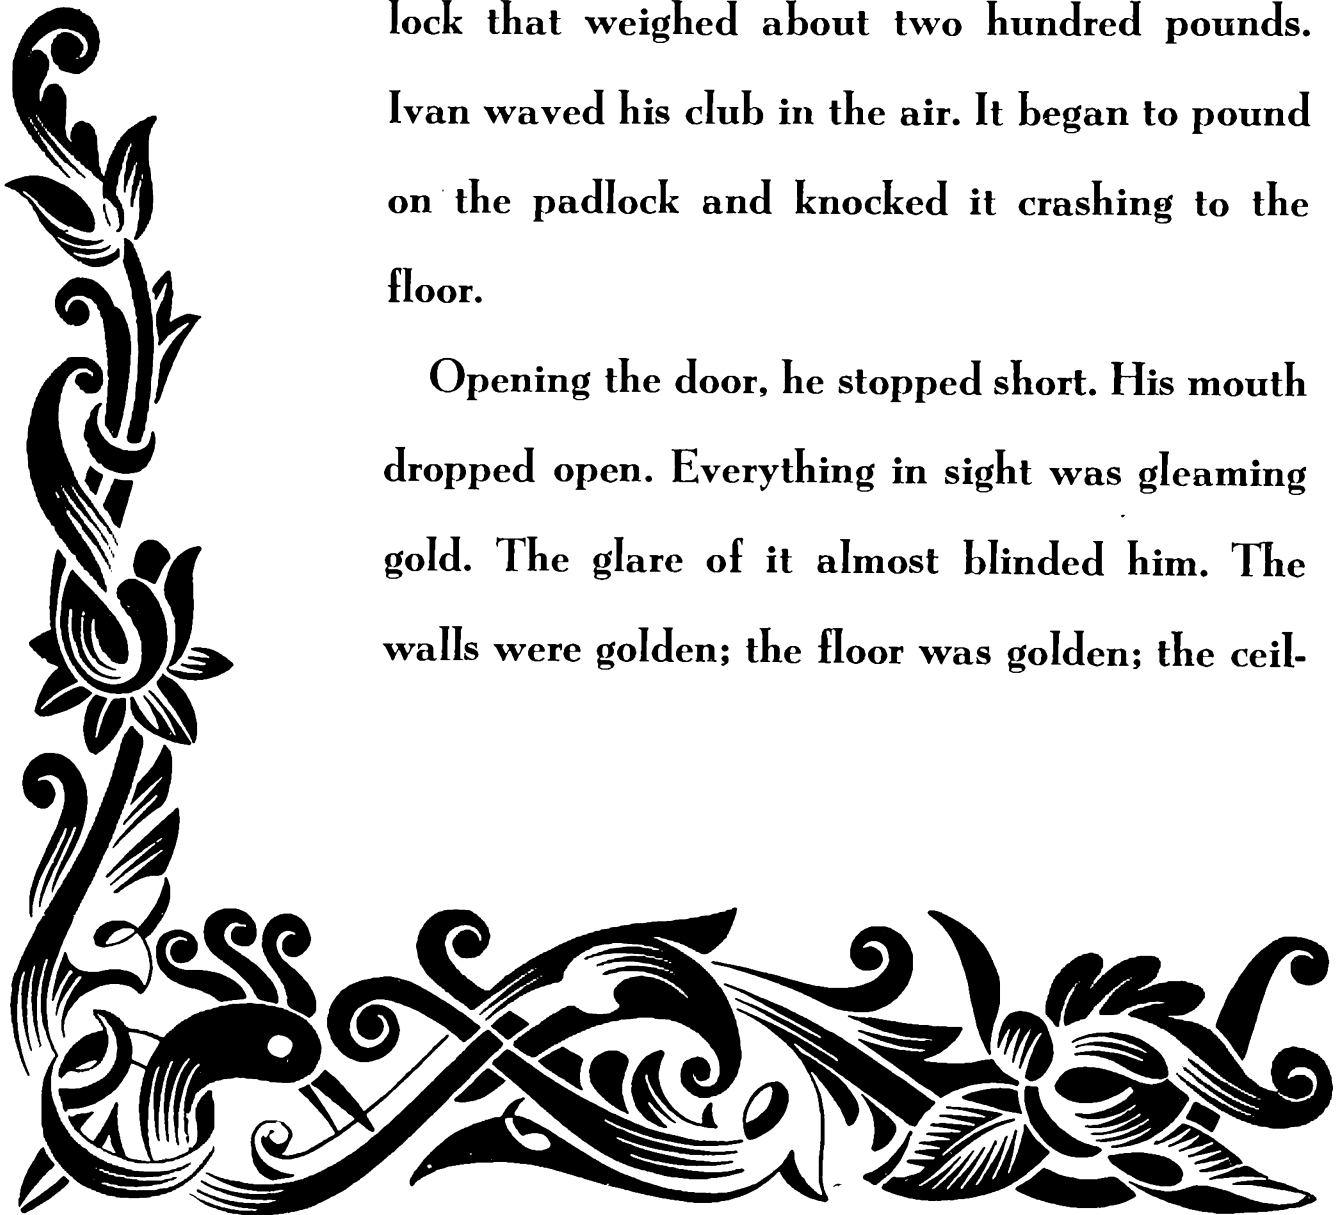 lock that weighed about two hundred pounds.
Ivan waved his club in the air. It began to pound
on the padlock and knocked it crashing to the
floor.
Opening the door, he stopped short. His mouth
dropped open. Everything in sight was gleaming
gold. The glare of it almost blinded him. The
walls were golden; the floor was golden; the ceil-